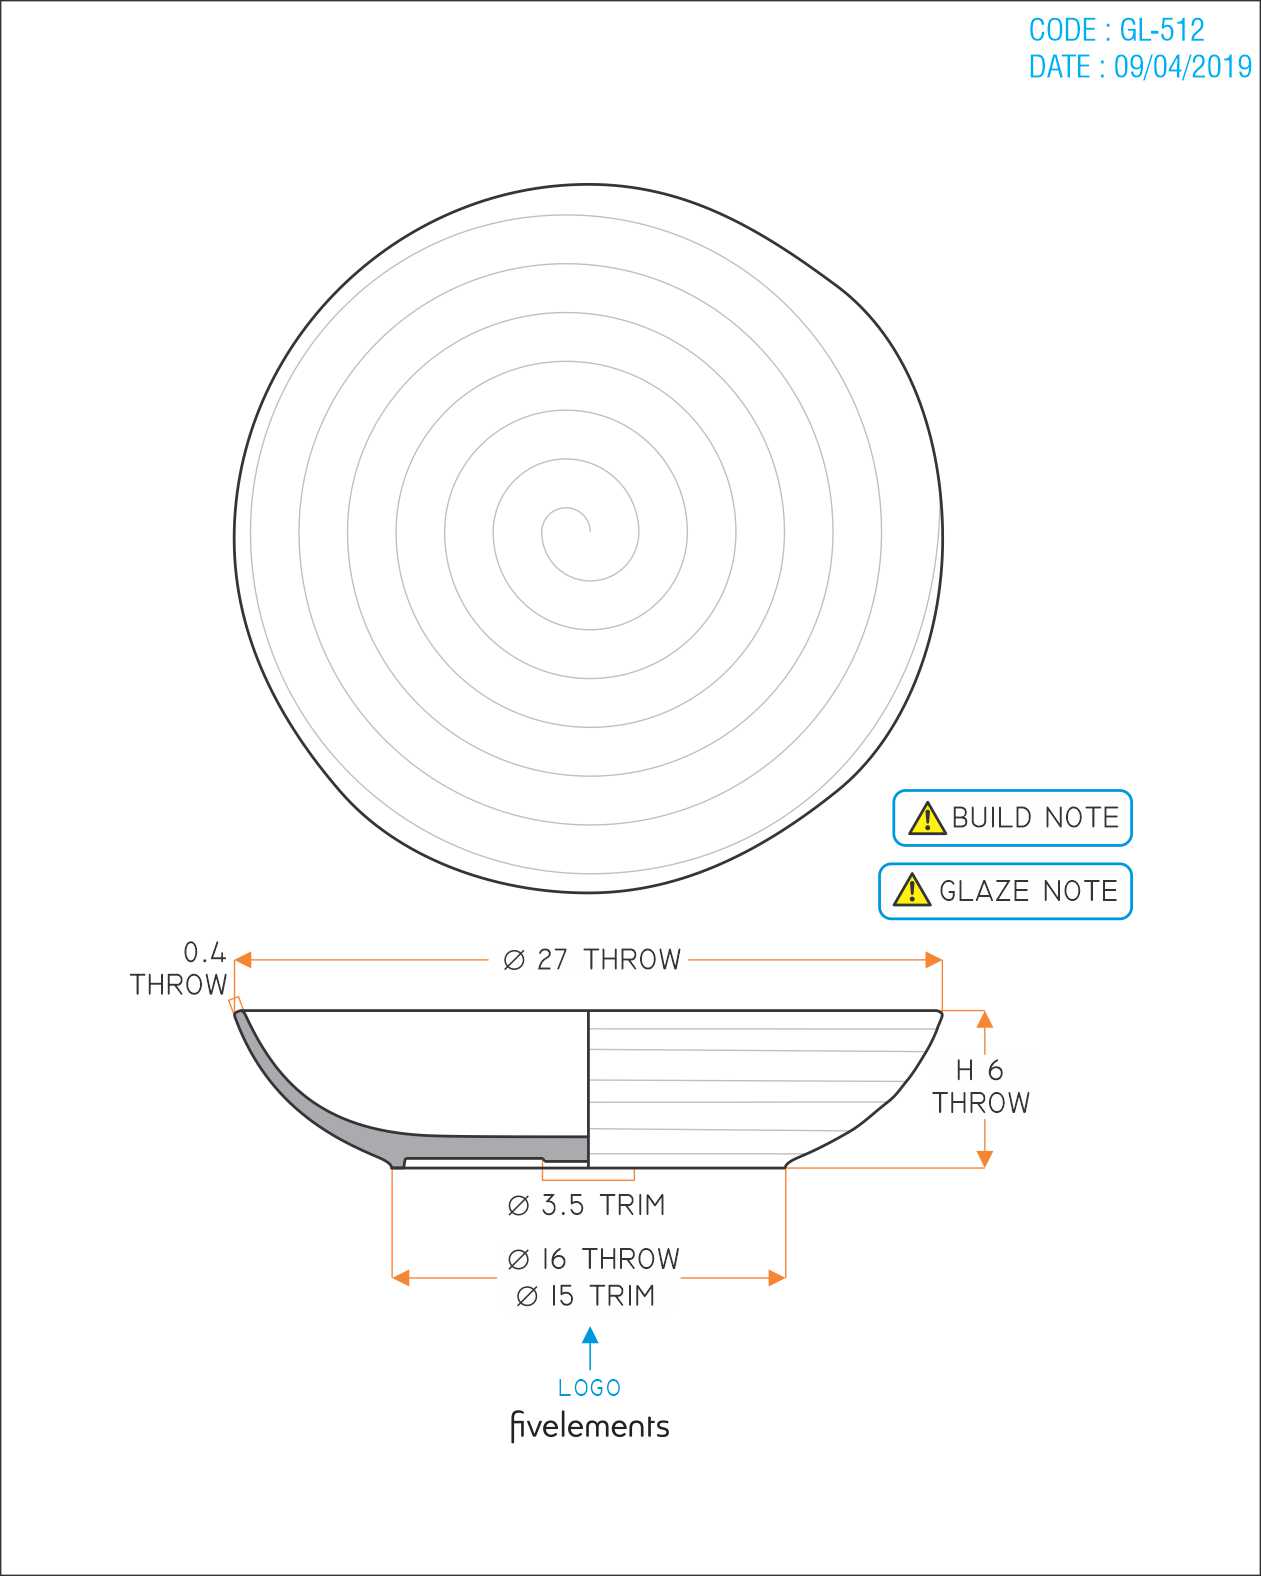 CODE : GL-512
DATE : 09/04/2019
BUILD NOTE
GLAZE NOTE
0.4
THROW
Ø 27 THROW
H 6
THROW
Ø 3.5 TRIM
Ø 16 THROW
Ø 15 TRIM
LOGO
fivelements